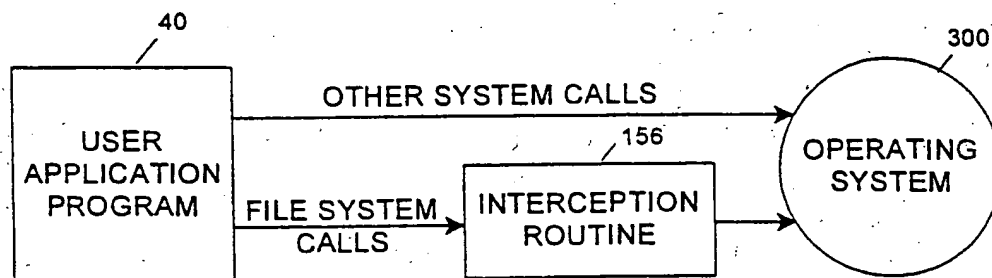 40
300
OTHER SYSTEM CALLS
156
USER
APPLICATION
PROGRAM
OPERATING
SYSTEM
FILE SYSTEM
CALLS
INTERCEPTION
ROUTINE